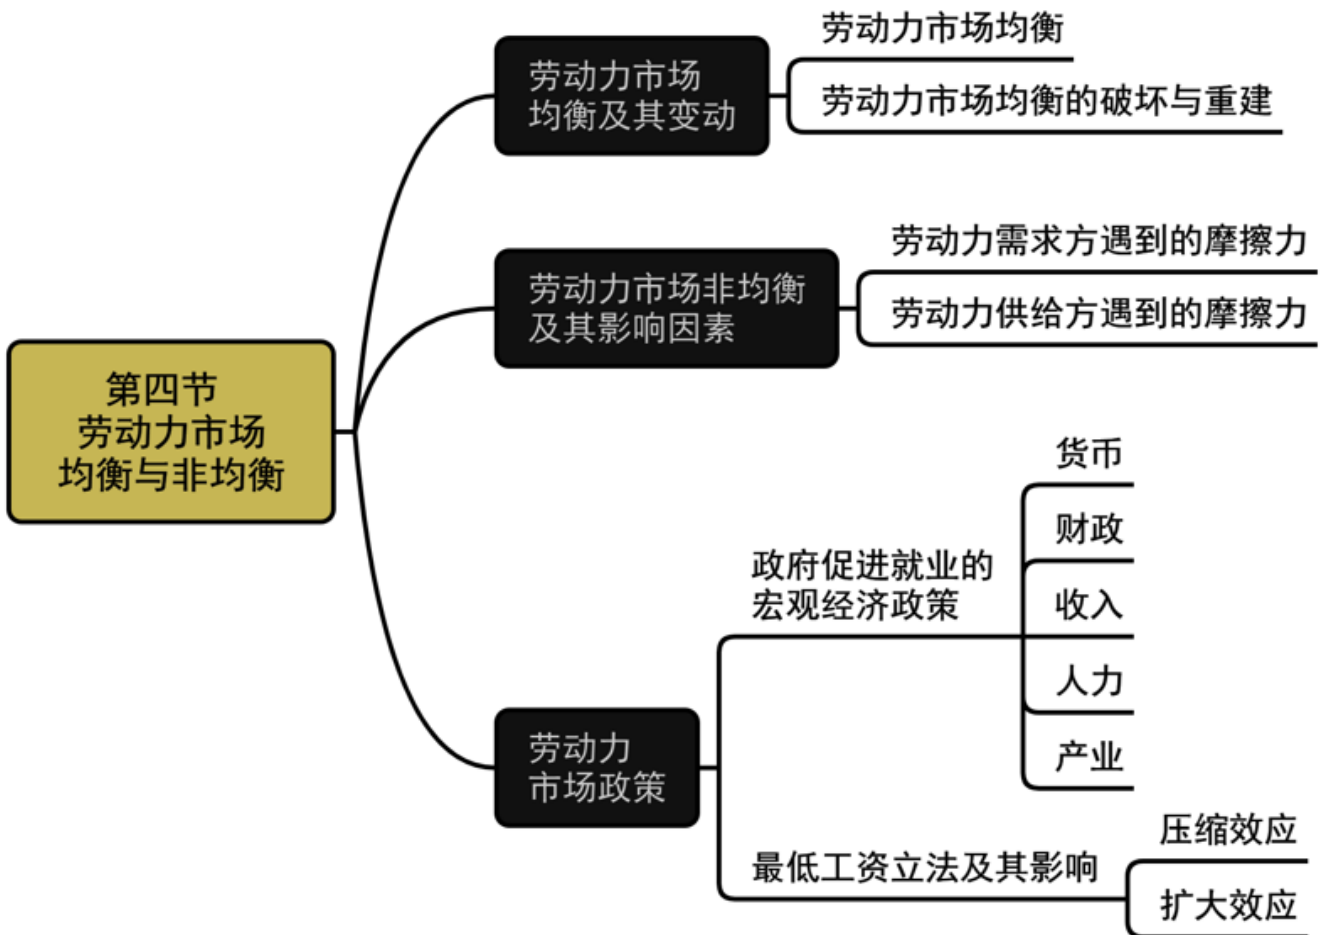 第四节
劳动力市场
均衡与非均衡
劳动力市场
均衡及其变动
劳动力市场均衡
劳动力市场均衡的破坏与重建
劳动力市场非均衡
及其影响因素
劳动力需求方遇到的摩擦力
劳动力供给方遇到的摩擦力
劳动力
市场政策
政府促进就业的
宏观经济政策
货币
财政
收入
人力
产业
最低工资立法及其影响
压缩效应
扩大效应